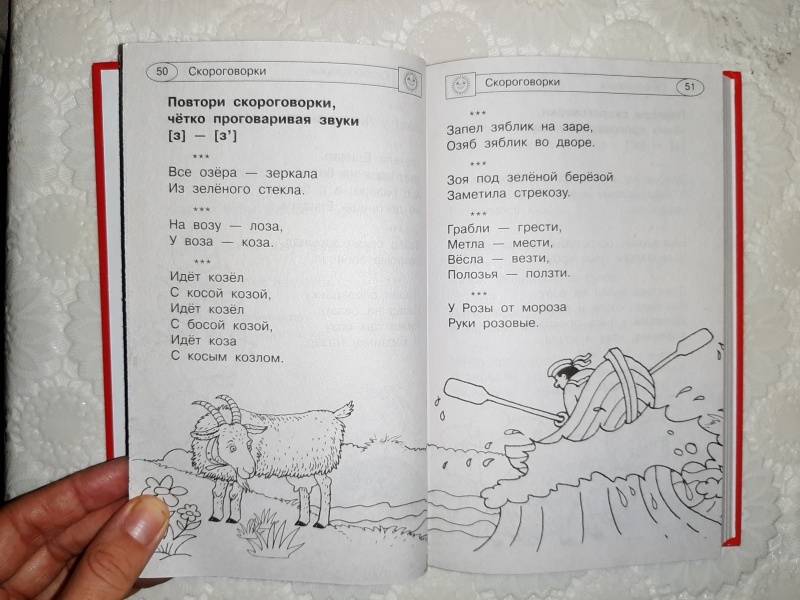 50 Скороговорки
Повтори скороговорки,
чётко проговаривая звуки
[з] — [з’]
***
Все озёра — зеркала
Из зелёного стекла.
***
На возу — лоза,
У воза — коза.
***
Идёт козёл
С косой козой,
Идёт козёл
С босой козой,
Идёт коза
С косым козлом.
Скороговорки 51
***
Запел зяблик на заре,
Озяб зяблик во дворе.
***
Зоя под зелёной берёзой
Заметила стрекозу.
***
Грабли — грести,
Метла — мести,
Вёсла — везти,
Полозья — ползти.
***
У Розы от мороза
Руки розовые.